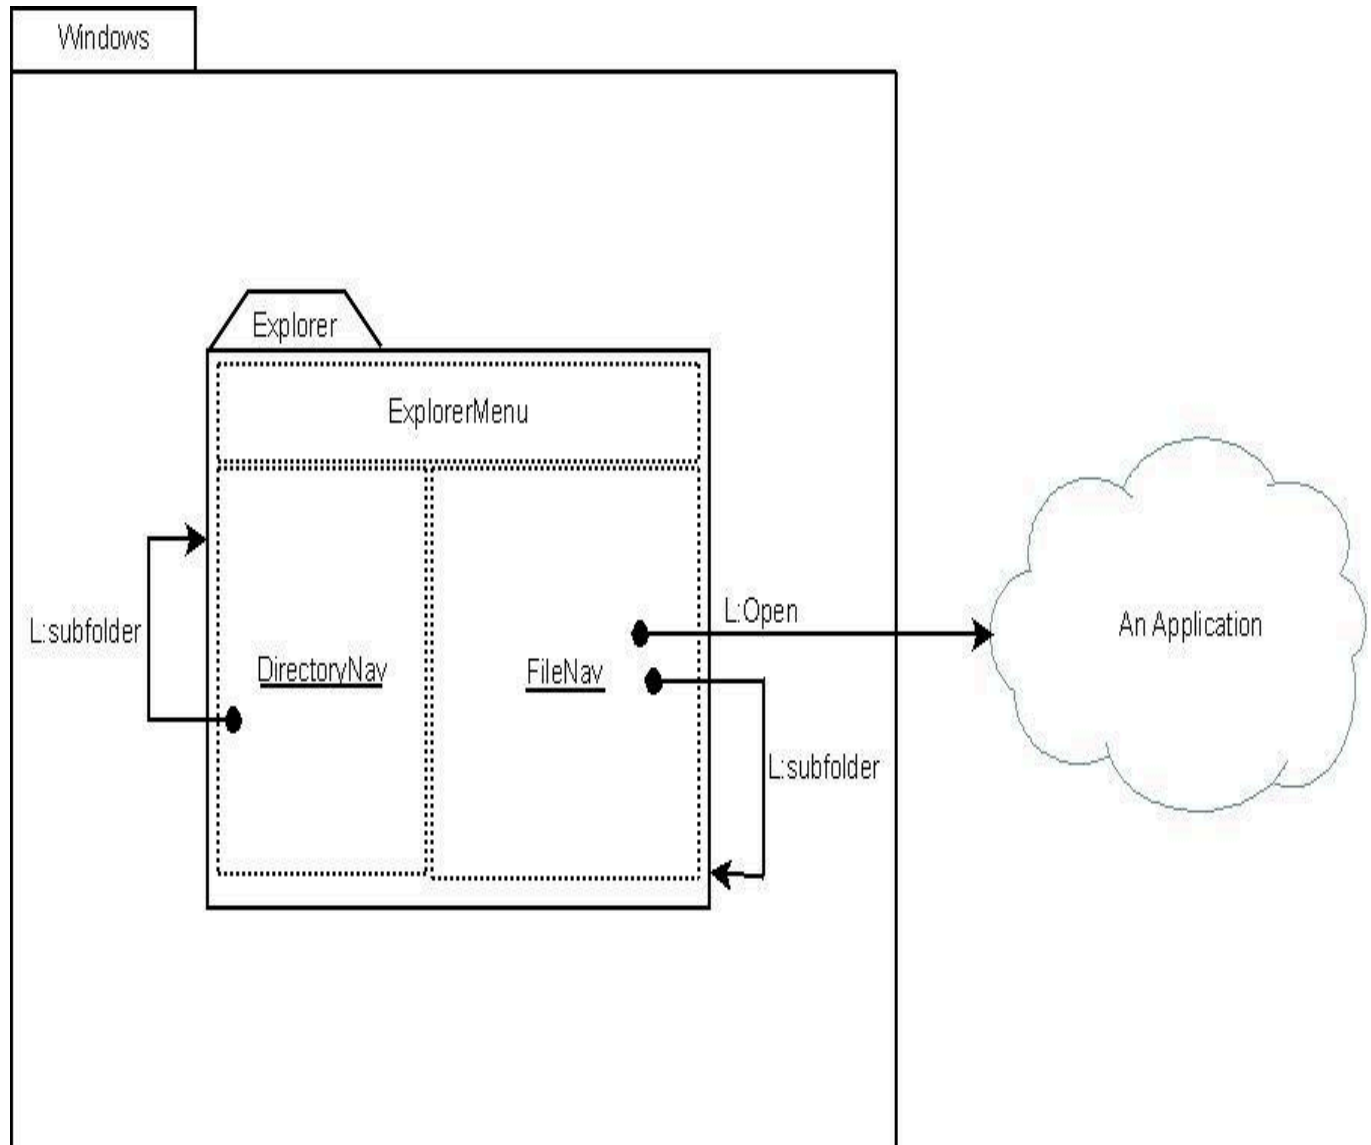 Windows
Explorer
ExplorerMenu
L:subfolder
DirectoryNav
FileNav
L:Open
An Application
L:subfolder